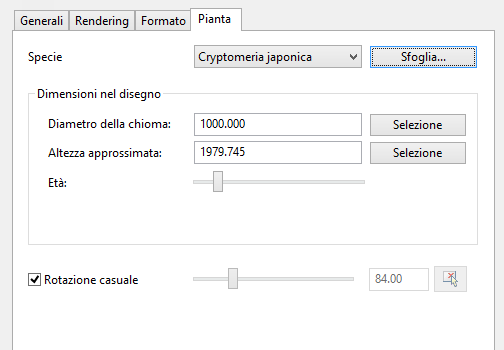 Generali Rendering Formato Pianta
Specie Cryptomeria japonica Sfoglia...
Dimensioni nel disegno
Diametro della chioma: 1000.000 Selezione
Altezza approssimata: 1979.745 Selezione
Età:
Rotazione casuale 84.00